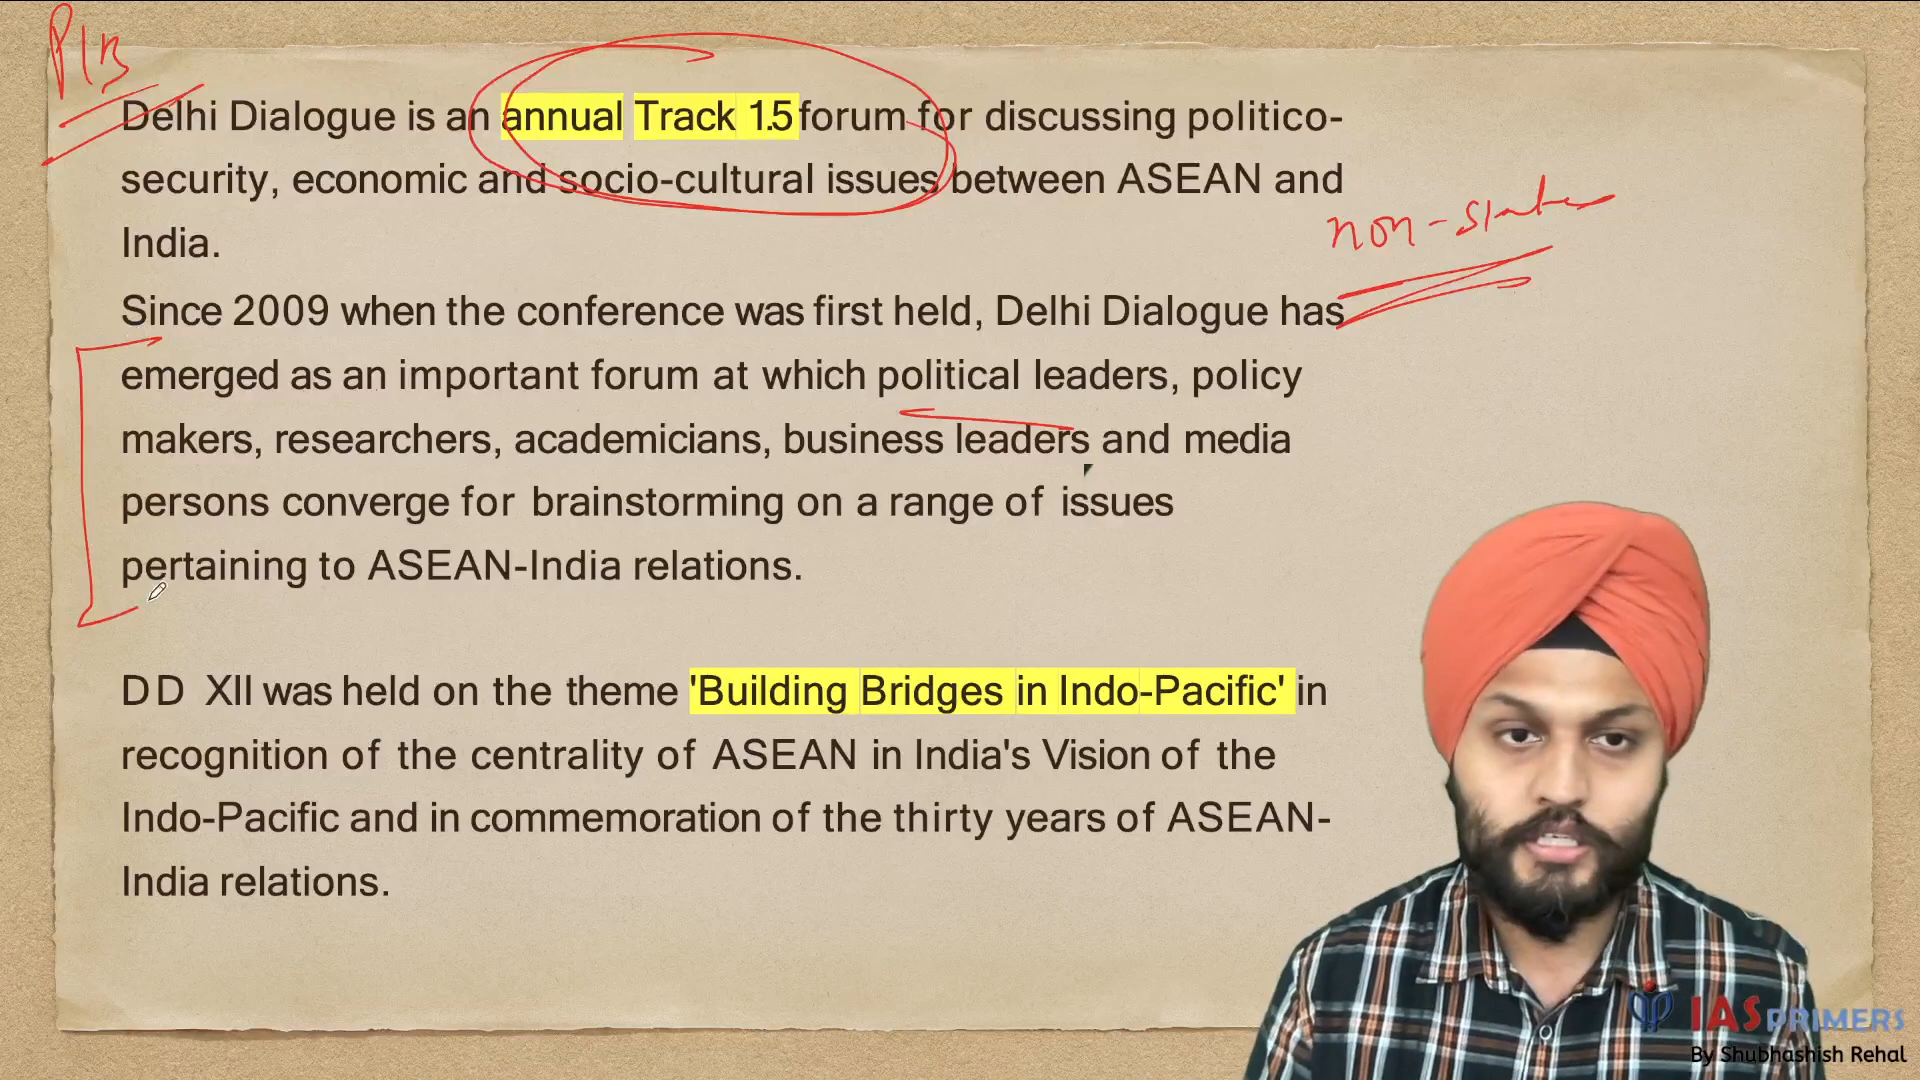 PIB
Delhi Dialogue is an annual Track 1.5 forum for discussing politico-
security, economic and socio-cultural issues between ASEAN and
India.
non-state
Since 2009 when the conference was first held, Delhi Dialogue has
emerged as an important forum at which political leaders, policy
makers, researchers, academicians, business leaders and media
persons converge for brainstorming on a range of issues
pertaining to ASEAN-India relations.
DD XII was held on the theme 'Building Bridges in Indo-Pacific' in
recognition of the centrality of ASEAN in India's Vision of the
Indo-Pacific and in commemoration of the thirty years of ASEAN-
India relations.
IAS PRIMERS
By Shubhashish Rehal